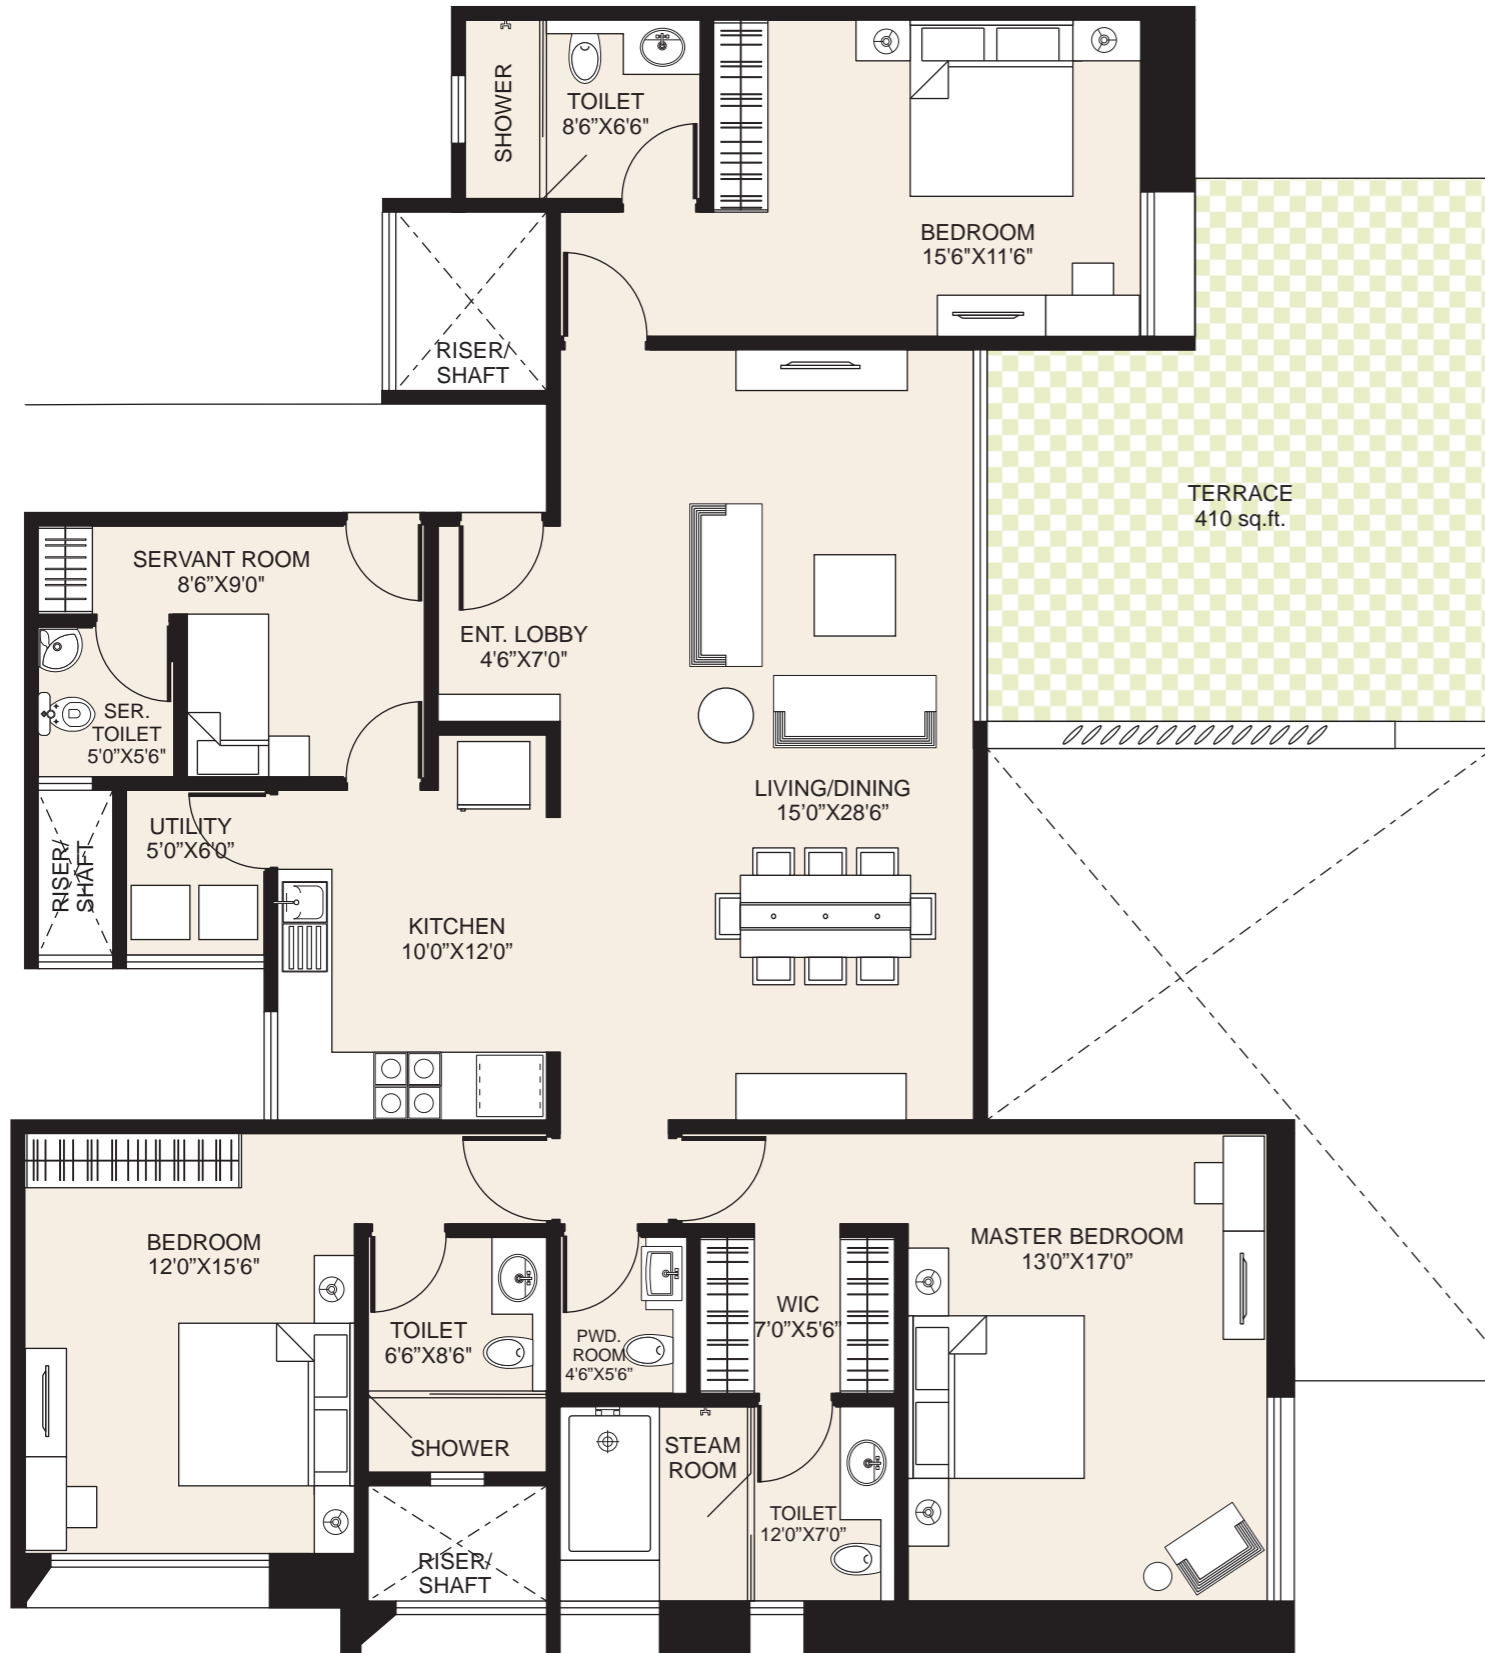 SHOWER
TOILET
8'6”X6'6"
BEDROOM
15'6"X11'6"
RISER/
SHAFT
TERRACE
410 sq.ft.
SERVANT ROOM
8'6”X9'0"
ENT. LOBBY
4'6”X7'0”
SER.
TOILET
5'0”X5'6”
LIVING/DINING
15’0”X28’6”
UTILITY
5’0”X6’0”
RISER/
SHAFT
KITCHEN
10’0”X12’0”
BEDROOM
12'0”X15'6”
MASTER BEDROOM
13'0”X17'0”
WIC
7’0”X5’6”
TOILET
6'6”X8'6"
PWD.
ROOM
4’6”X5’6”
SHOWER
STEAM
ROOM
TOILET
12'0”X7'0”
RISER/
SHAFT